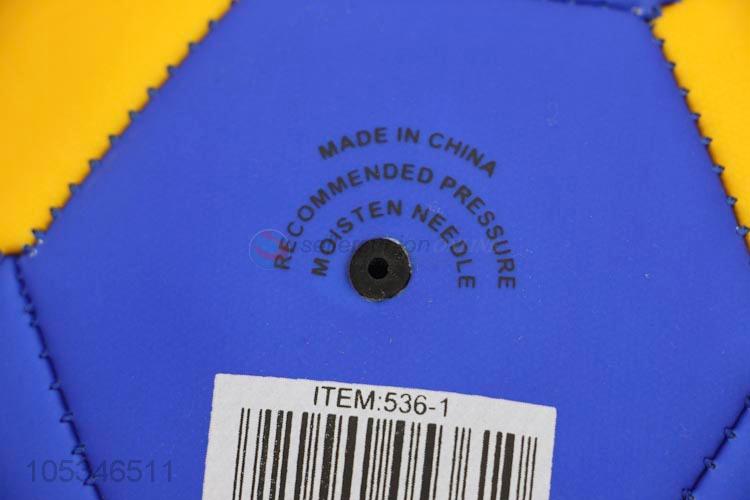 MADE IN CHINA
RECOMMENDED PRESSURE
MOISTEN NEEDLE
ITEM:536-1
105346511